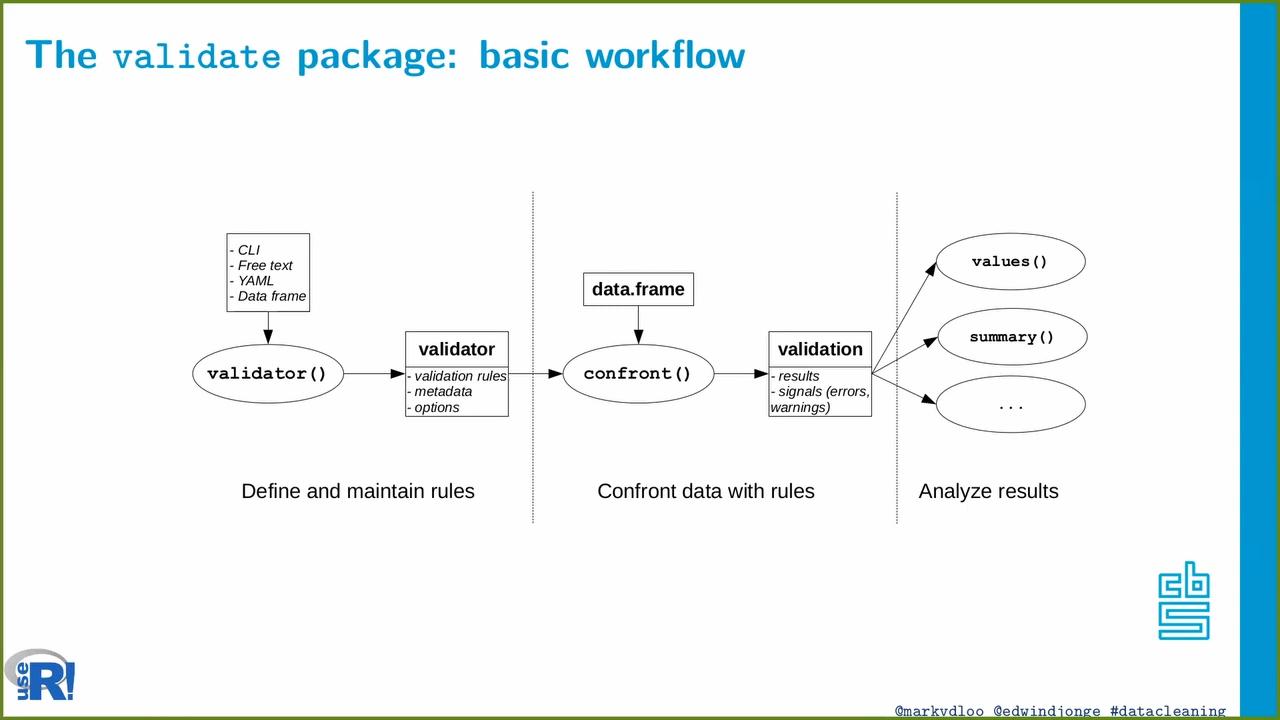 The validate package: basic workflow
- CLI
- Free text
- YAML
- Data frame
validator()
validator
- validation rules
- metadata
- options
Define and maintain rules
data.frame
confront()
validation
- results
- signals (errors,
warnings)
Confront data with rules
values()
summary()
...
Analyze results
cbs
useR!
@markvdloo @edwindjonge #datacleaning